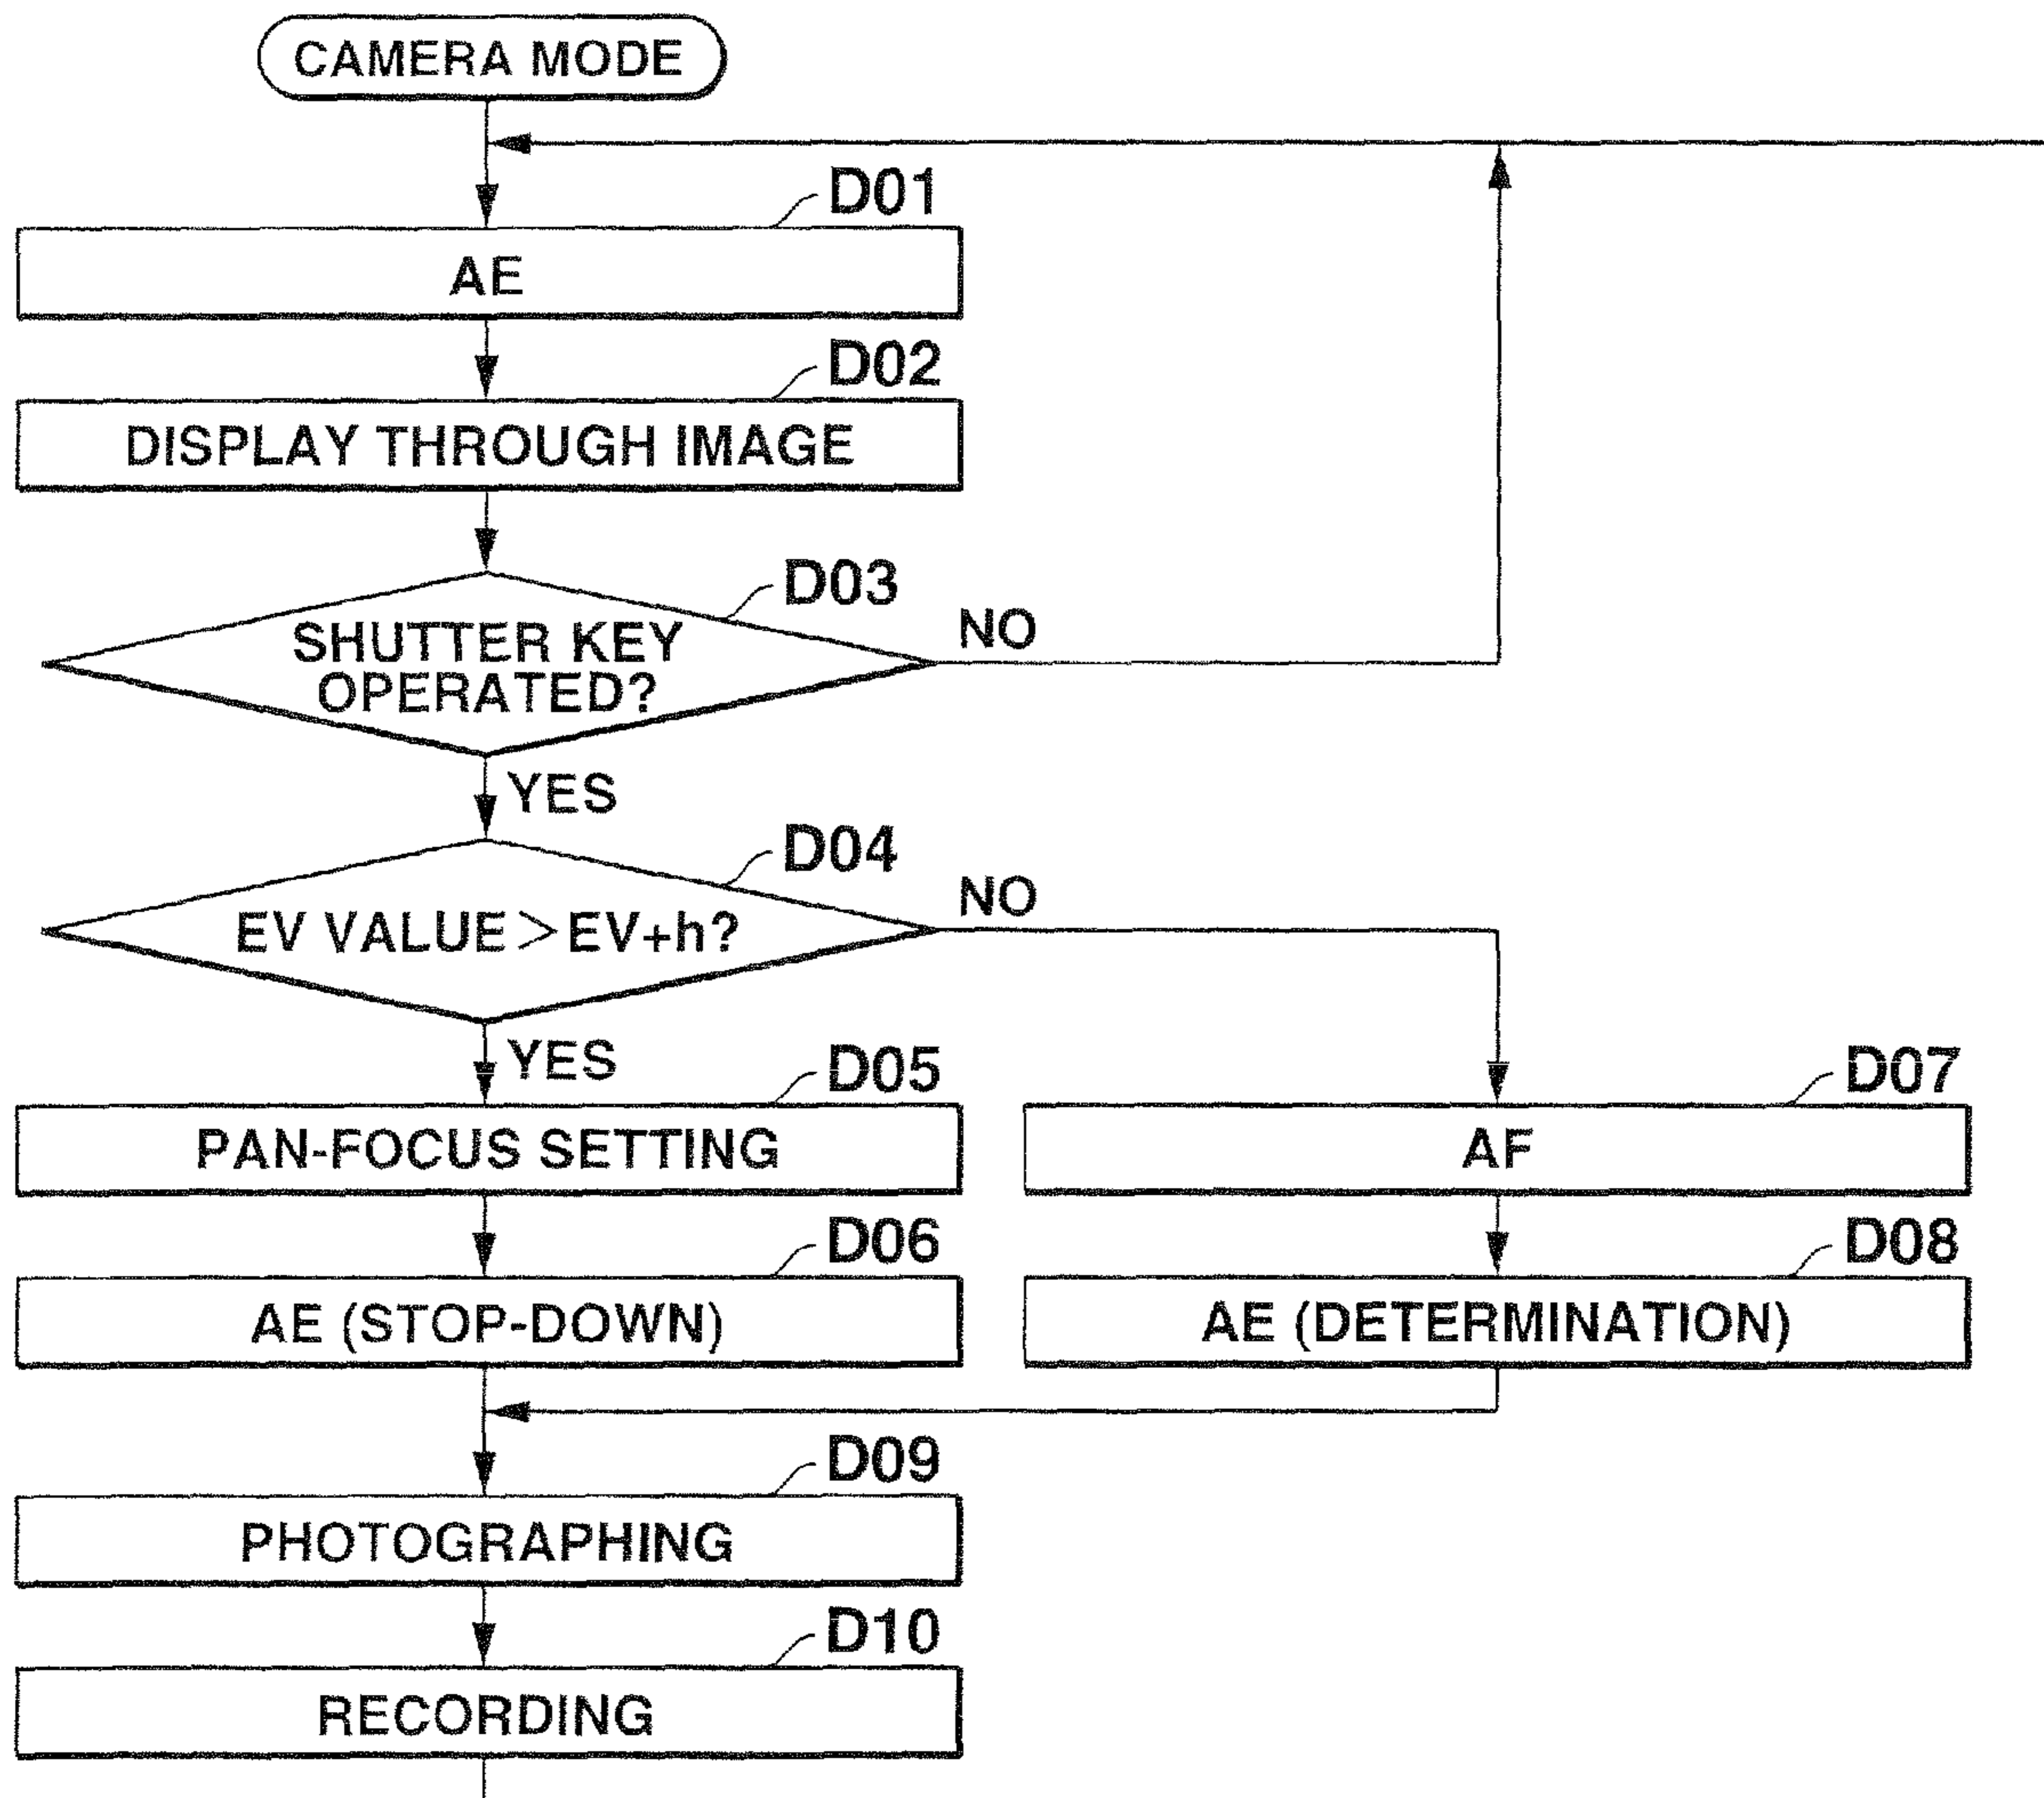 CAMERA MODE
D01
AE
D02
DISPLAY THROUGH IMAGE
D03
SHUTTER KEY
OPERATED?
NO
YES
D04
EV VALUE>EV+h?
NO
YES
D05
PAN-FOCUS SETTING
D07
AF
D06
AE (STOP-DOWN)
D08
AE (DETERMINATION)
D09
PHOTOGRAPHING
D10
RECORDING